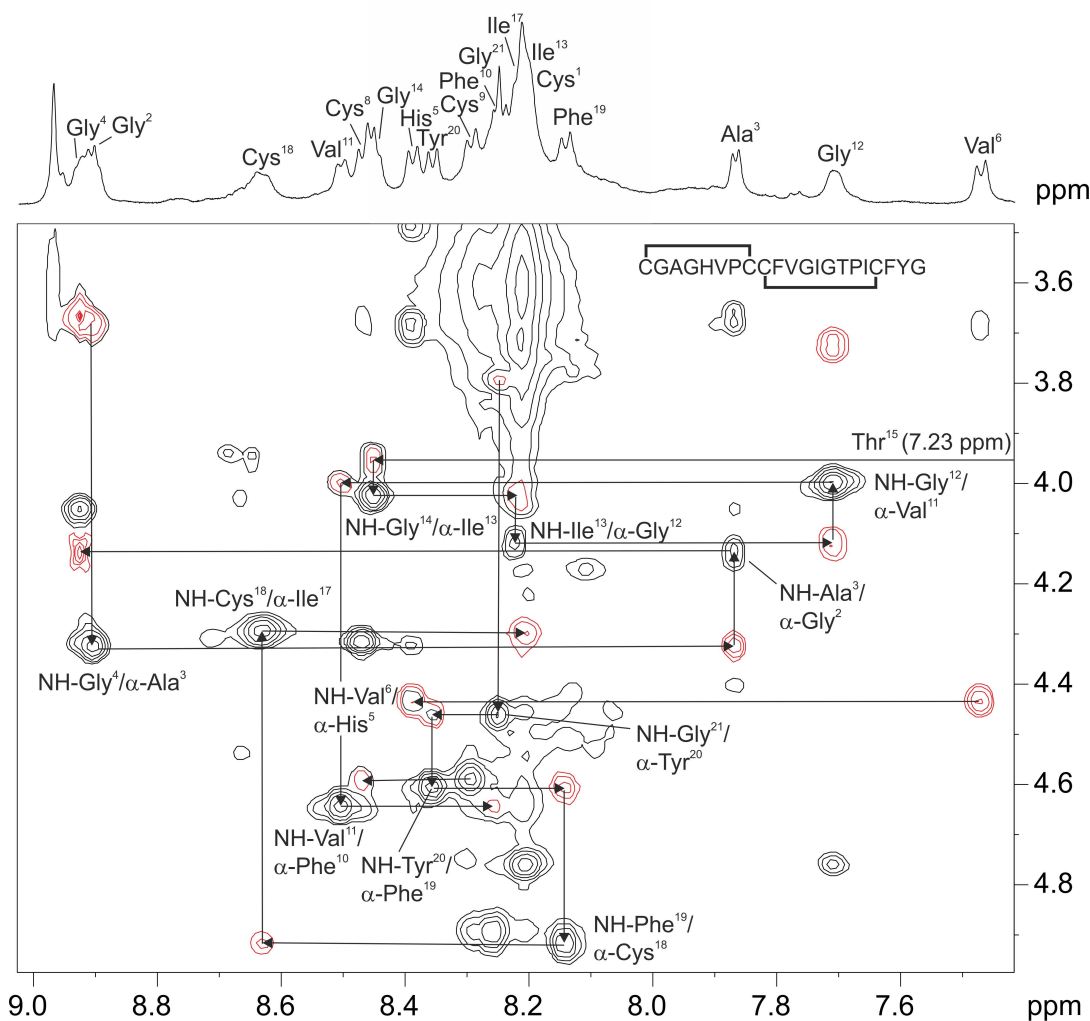 Ile¹⁷
Ile¹³
Gly²¹
Cys¹
Phe¹⁰
Cys⁸
Gly¹⁴
Cys⁹
His⁵
Phe¹⁹
Gly⁴
Gly²
Val¹¹
Tyr²⁰
Ala³
Cys¹⁸
Gly¹²
Val⁶
ppm
CGAGHVPCCFVGIGTPICFYG
3.6
3.8
Thr¹⁵ (7.23 ppm)
4.0
NH-Gly¹²/
α-Val¹¹
NH-Gly¹⁴/α-Ile¹³
NH-Ile¹³/α-Gly¹²
NH-Cys¹⁸/α-Ile¹⁷
NH-Ala³/
α-Gly²
4.2
NH-Gly⁴/α-Ala³
NH-Val⁶/
α-His⁵
4.4
NH-Gly²¹/
α-Tyr²⁰
4.6
NH-Val¹¹/
α-Phe¹⁰
NH-Tyr²⁰/
α-Phe¹⁹
4.8
NH-Phe¹⁹/
α-Cys¹⁸
9.0 8.8 8.6 8.4 8.2 8.0 7.8 7.6 ppm